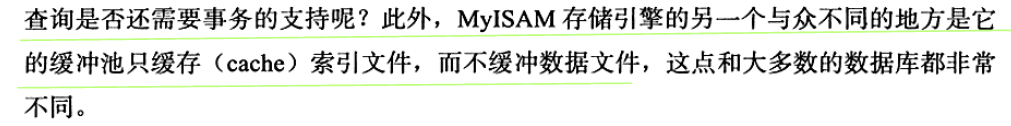 查询是否还需要事务的支持呢？此外，MyISAM 存储引擎的另一个与众不同的地方是它
的缓冲池只缓存（cache）索引文件，而不缓冲数据文件，这点和大多数的数据库都非常
不同。